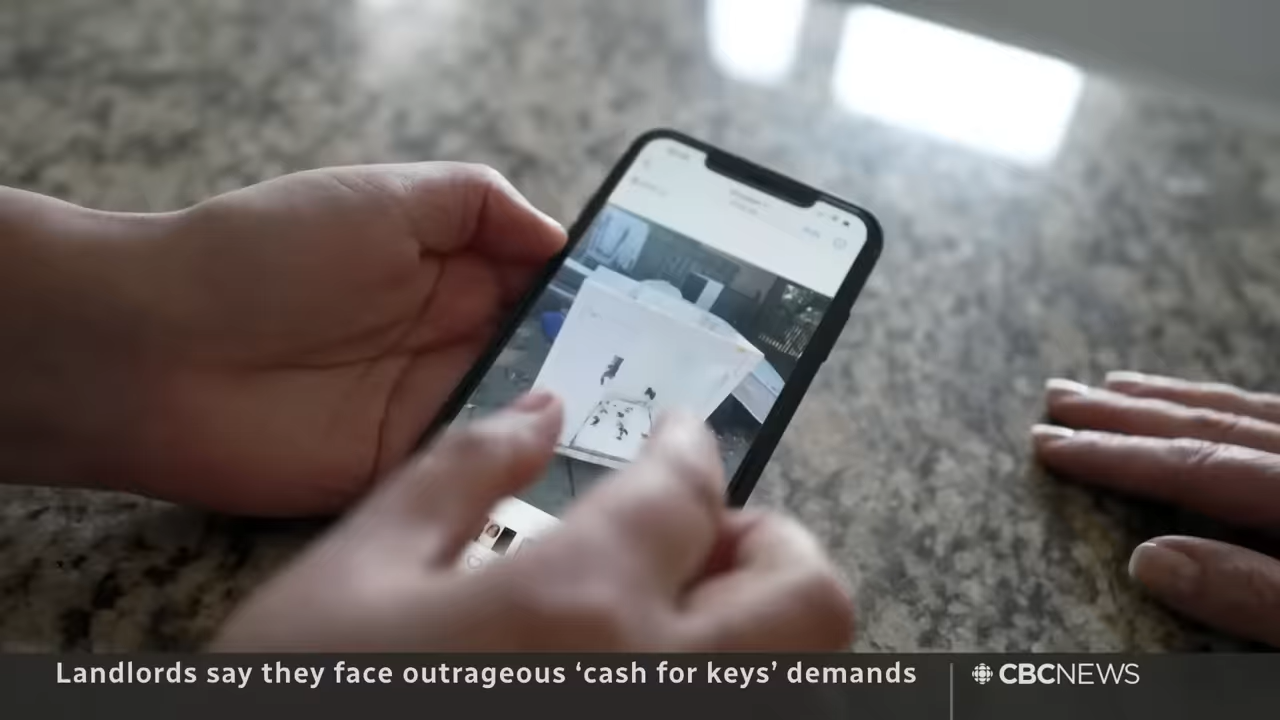 Landlords say they face outrageous ‘cash for keys’ demands
CBCNEWS